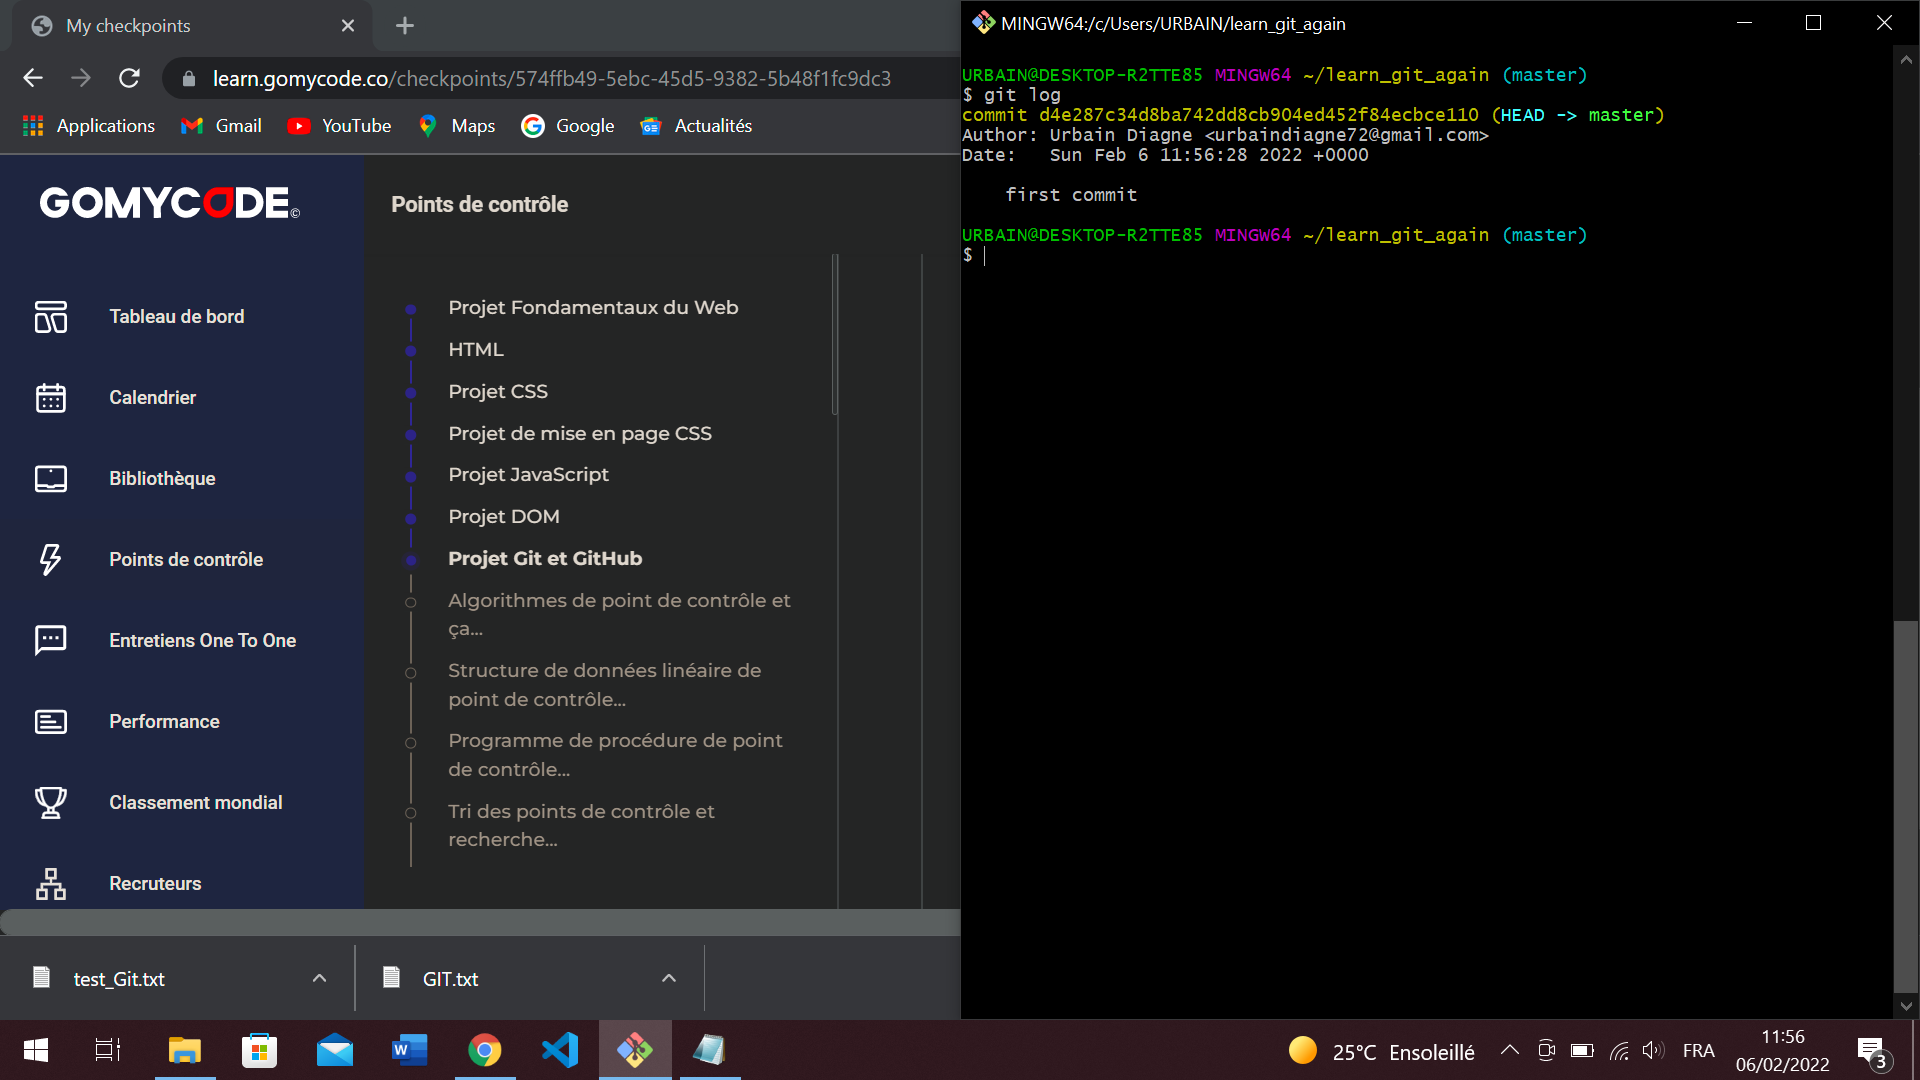 My checkpoints
learn.gomycode.co/checkpoints/574ffb49-5ebc-45d5-9382-5b48f1fc9dc3
Applications
Gmail
YouTube
Maps
Google
Actualités
GOMYCODE©
Tableau de bord
Calendrier
Bibliothèque
Points de contrôle
Entretiens One To One
Performance
Classement mondial
Recruteurs
Points de contrôle
Projet Fondamentaux du Web
HTML
Projet CSS
Projet de mise en page CSS
Projet JavaScript
Projet DOM
Projet Git et GitHub
Algorithmes de point de contrôle et
ça...
Structure de données linéaire de
point de contrôle...
Programme de procédure de point
de contrôle...
Tri des points de contrôle et
recherche...
test_Git.txt
GIT.txt
MINGW64:/c/Users/URBAIN/learn_git_again
URBAIN@DESKTOP-R2TTE85 MINGW64 ~/learn_git_again (master)
$ git log
commit d4e287c34d8ba742dd8cb904ed452f84ecbce110 (HEAD -> master)
Author: Urbain Diagne <urbaindiagne72@gmail.com>
Date:   Sun Feb 6 11:56:28 2022 +0000
first commit
URBAIN@DESKTOP-R2TTE85 MINGW64 ~/learn_git_again (master)
$
25°C Ensoleillé
FRA
11:56
06/02/2022
3